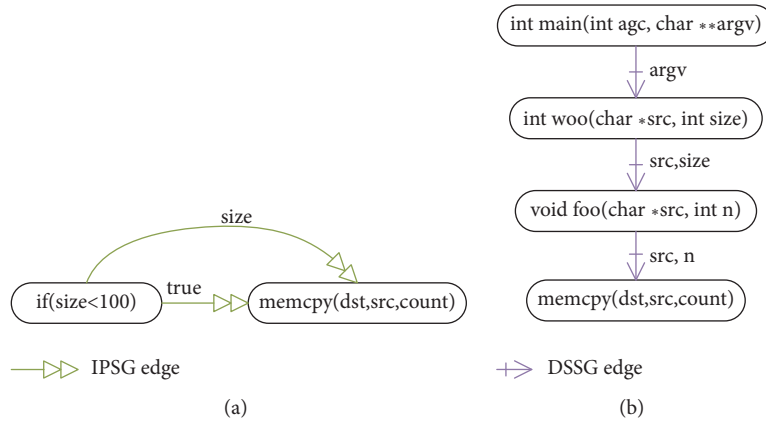 size
true
if(size<100)
memcpy(dst,src,count)
IPSG edge
(a)
int main(int agc, char **argv)
argv
int woo(char *src, int size)
src,size
void foo(char *src, int n)
src, n
memcpy(dst,src,count)
DSSG edge
(b)